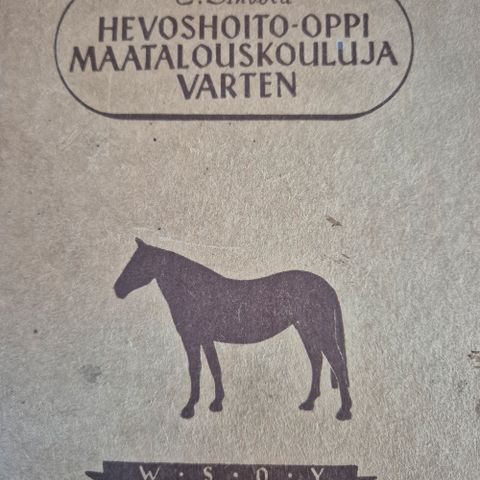 HEVOSHOITO-OPPI
MAATALOUSKOULUJA
VARTEN
W·S·O·Y